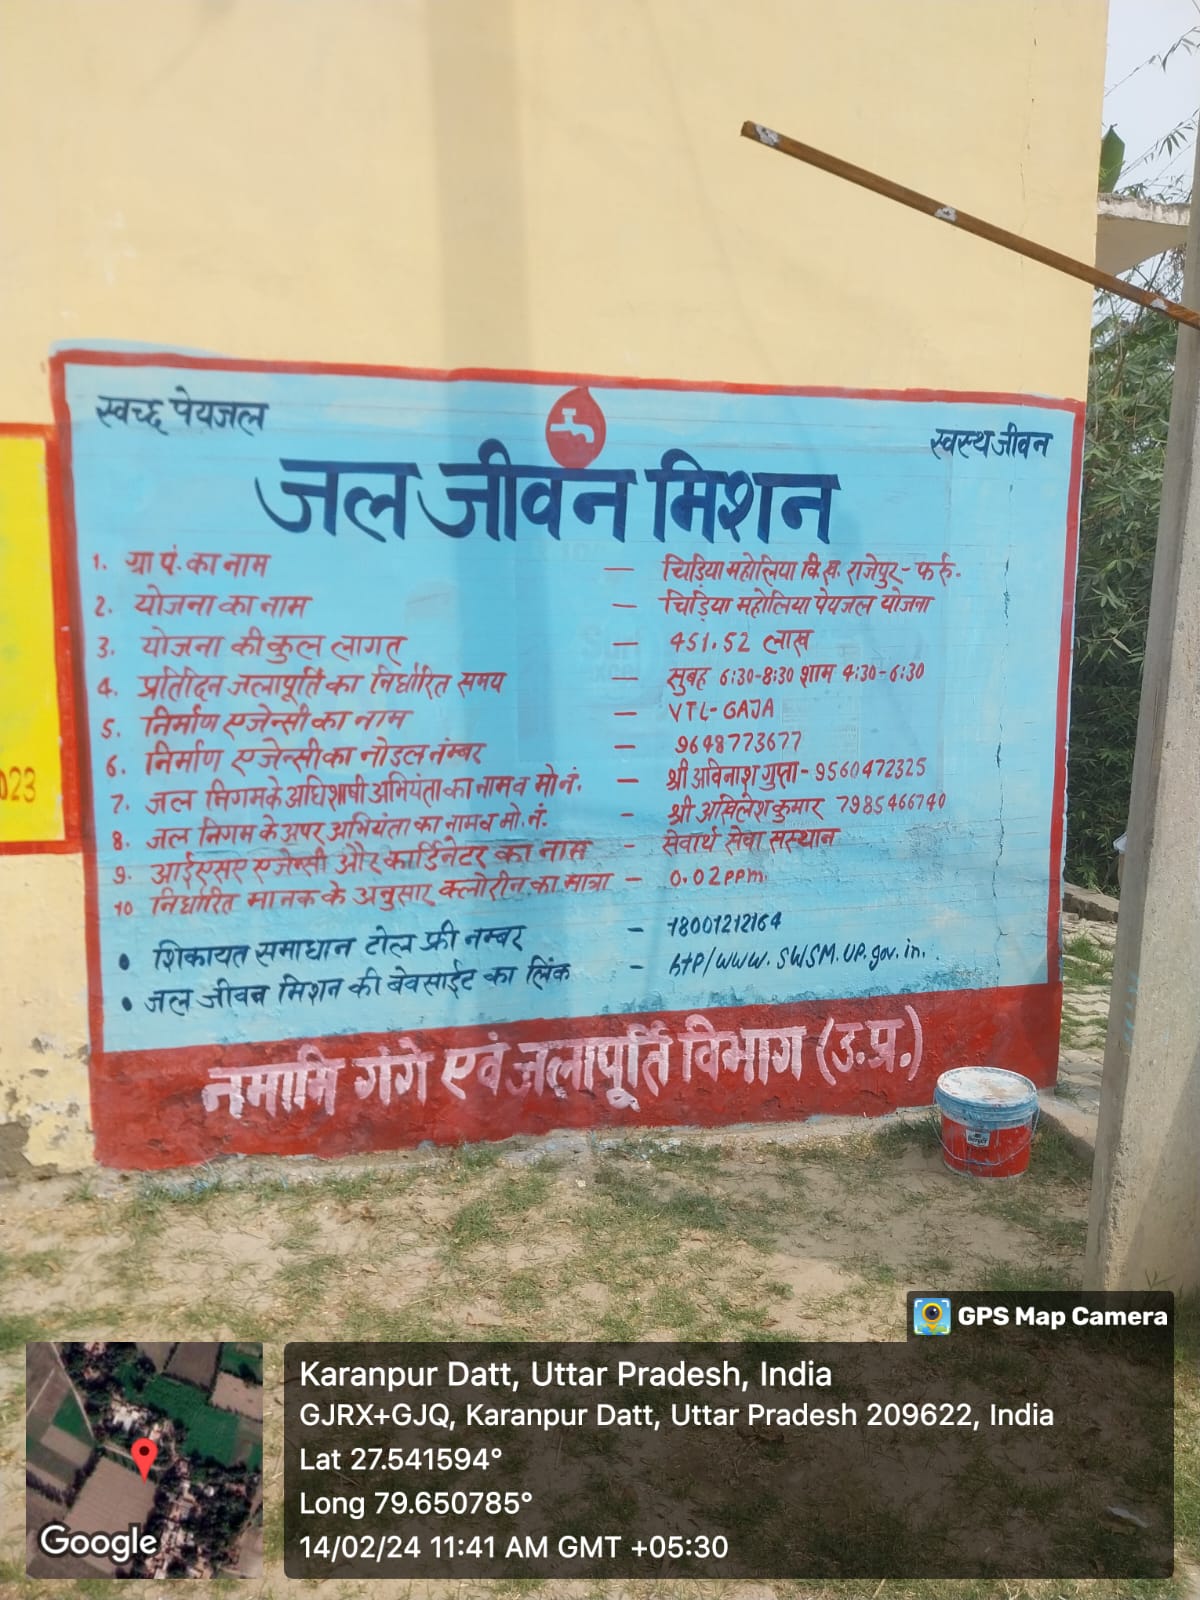 स्वच्छ पेयजल
स्वस्थ जीवन
जल जीवन मिशन
1. ग्रा पं. का नाम — चिड़िया महोलिया वि.ख. राजेपुर - फर्रु.
2. योजना का नाम — चिड़िया महोलिया पेयजल योजना
3. योजना की कुल लागत — 451.52 लाख
4. प्रतिदिन जलापूर्ति का निर्धारित समय — सुबह 6:30-8:30 शाम 4:30-6:30
5. निर्माण एजेन्सी का नाम — VTL-GAJA
6. निर्माण एजेन्सी का नोडल नम्बर — 9648773677
7. जल निगम के अधिशाषी अभियंता का नाम व मो नं. — श्री अविनाश गुप्ता - 9560472325
8. जल निगम के अपर अभियंता का नाम व मो. नं. - श्री अखिलेश कुमार 7985466740
9. आईएसए एजेन्सी और कार्डिनेटर का नाम - सेवार्थ सेवा सस्थान
10 निर्धारित मानक के अनुसार क्लोरीन का मात्रा - 0.02ppm.
• शिकायत समाधान टोल फ्री नम्बर - 18001212164
• जल जीवन मिशन की बेवसाईट का लिंक - htp/www.SWSM.UP.gov.in.
नमामि गंगे एवं जलापूर्ति विभाग (उ.प्र.)
023
Berger
GPS Map Camera
Karanpur Datt, Uttar Pradesh, India
GJRX+GJQ, Karanpur Datt, Uttar Pradesh 209622, India
Lat 27.541594°
Long 79.650785°
14/02/24 11:41 AM GMT +05:30
Google